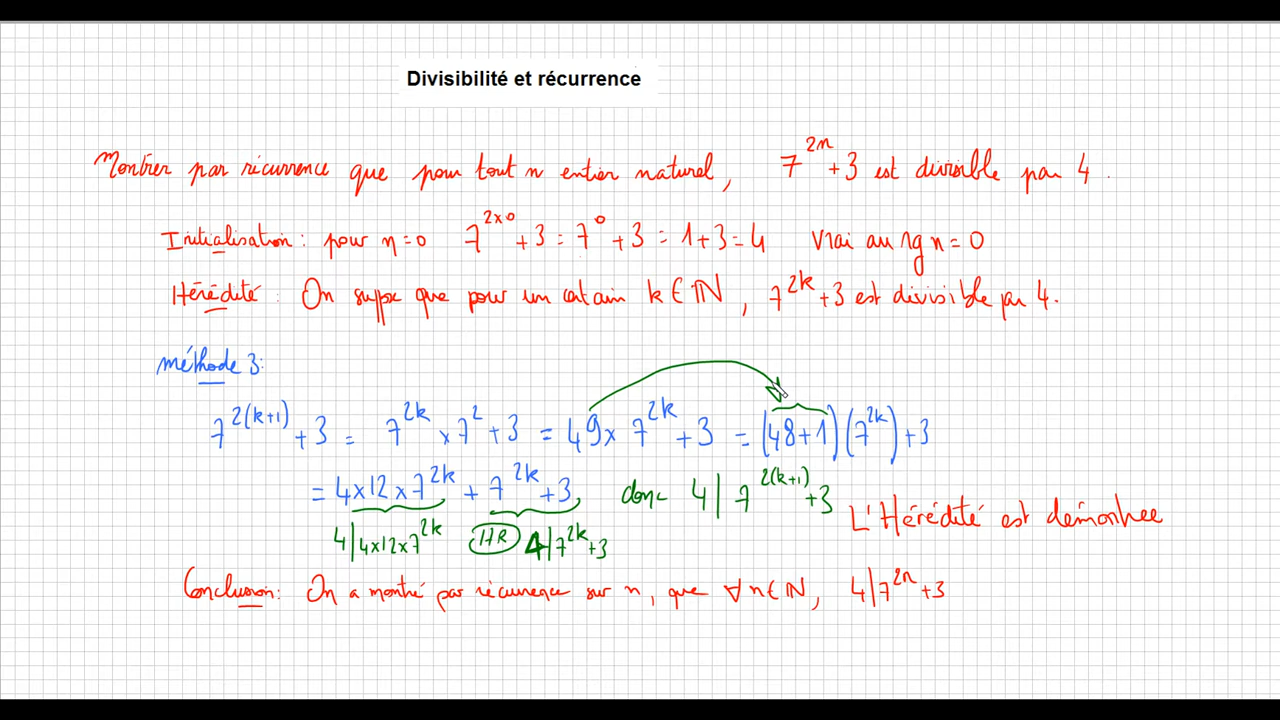 Divisibilité et récurrence
Montrer par récurrence que pour tout n entier naturel, 7^{2n} + 3 est divisible par 4.
Initialisation : pour n = 0 7^{2×0} + 3 = 7^0 + 3 = 1 + 3 = 4 Vrai au rg n = 0
Hérédité : On suppose que pour un certain k ∈ ℕ, 7^{2k} + 3 est divisible par 4.
méthode 3 :
7^{2(k+1)} + 3 = 7^{2k} × 7^2 + 3 = 49 × 7^{2k} + 3 = (48 + 1)(7^{2k}) + 3
= 4 × 12 × 7^{2k} + 7^{2k} + 3 donc 4 | 7^{2(k+1)} + 3
L'Hérédité est démontrée
4 | 4×12×7^{2k} HR 4 | 7^{2k} + 3
Conclusion : On a montré par récurrence sur n, que ∀ n ∈ ℕ, 4 | 7^{2n} + 3